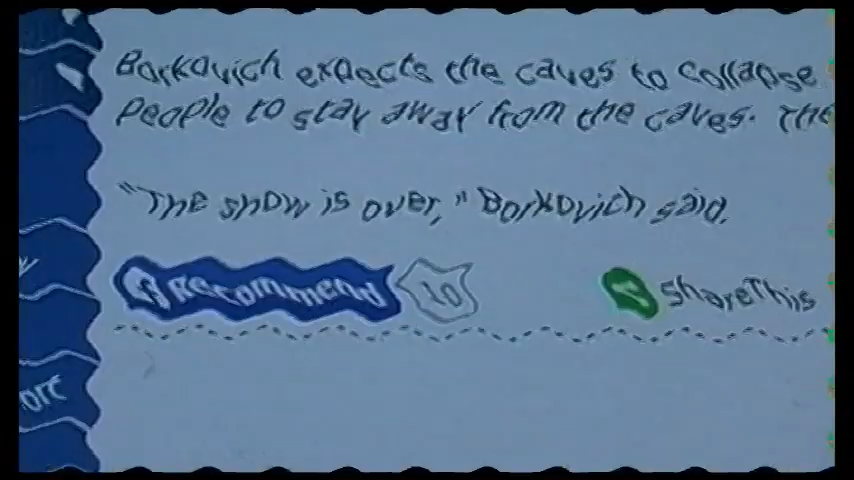 Borkovich expects the caves to collapse
people to stay away from the caves. The
"The show is over," Borkovich said.
Recommend 10 ShareThis
ort